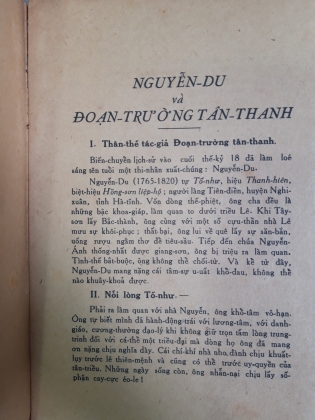 NGUYỄN-DU
và
ĐOẠN-TRƯỜNG TÂN-THANH
I. Thân-thế tác-giả Đoạn-trường tân-thanh.
Biến-chuyển lịch-sử vào cuối thế-kỷ 18 đã làm loé
sáng tên tuổi một thi-nhân xuất-chúng : Nguyễn-Du.
Nguyễn-Du (1765-1820) tự Tố-như, hiệu Thanh-hiên,
biệt-hiệu Hồng-sơn liệp-hộ ; người làng Tiên-điền, huyện Nghi-
xuân, tỉnh Hà-tĩnh. Vốn dòng thế-phiệt, ông cha đều là
những bậc khoa-giáp, làm quan to dưới triều Lê. Khi Tây-
sơn lấy Bắc-thành, ông cùng với một số cựu-thần nhà Lê
mưu sự khôi-phục ; thất-bại, ông lui về quê lấy sự săn-bắn,
uống rượu ngâm thơ để tiêu-sầu. Tiếp đến chúa Nguyễn-
Ánh thống-nhất được giang-sơn, ông bị triệu ra làm quan.
Tình-thế bắt-buộc, ông không thể chối-từ. Và kể từ đây,
Nguyễn-Du mang nặng cái tâm-sự u-uất khổ-đau, không thể
nào khuây-khoả được.
II. Nỗi lòng Tố-như. —
Phải ra làm quan với nhà Nguyễn, ông khổ-tâm vô-hạn.
Ông tự biết mình đã hành-động trái với lương-tâm, với danh-
giáo, cương-thường đạo-lý khi không giữ trọn tấm lòng trung-
trinh đối với cá-thể một triều-đại mà dòng họ ông đã mang
ơn nặng chịu nghĩa dày. Cái chí-khí nhà nho đành chịu khuất-
lụy trước lẽ thiên-mệnh và cũng có thể trước uy-quyền của
tân-triều. Những ngày sống còn, ông nhẫn-nại chịu lấy số-
phận cay-cực éo-le !